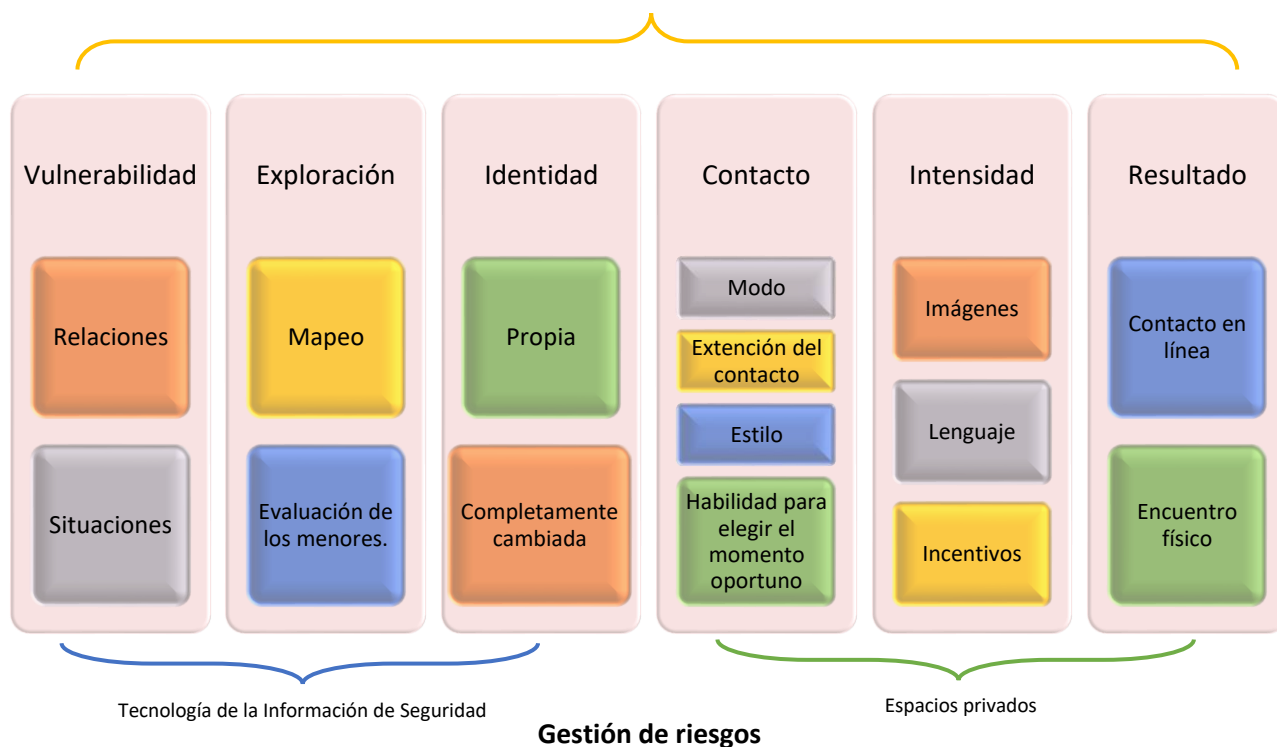 Vulnerabilidad
Relaciones
Situaciones
Exploración
Mapeo
Evaluación de
los menores.
Identidad
Propia
Completamente
cambiada
Contacto
Modo
Extención del
contacto
Estilo
Habilidad para
elegir el
momento
oportuno
Intensidad
Imágenes
Lenguaje
Incentivos
Resultado
Contacto en
línea
Encuentro
físico
Tecnología de la Información de Seguridad
Espacios privados
Gestión de riesgos